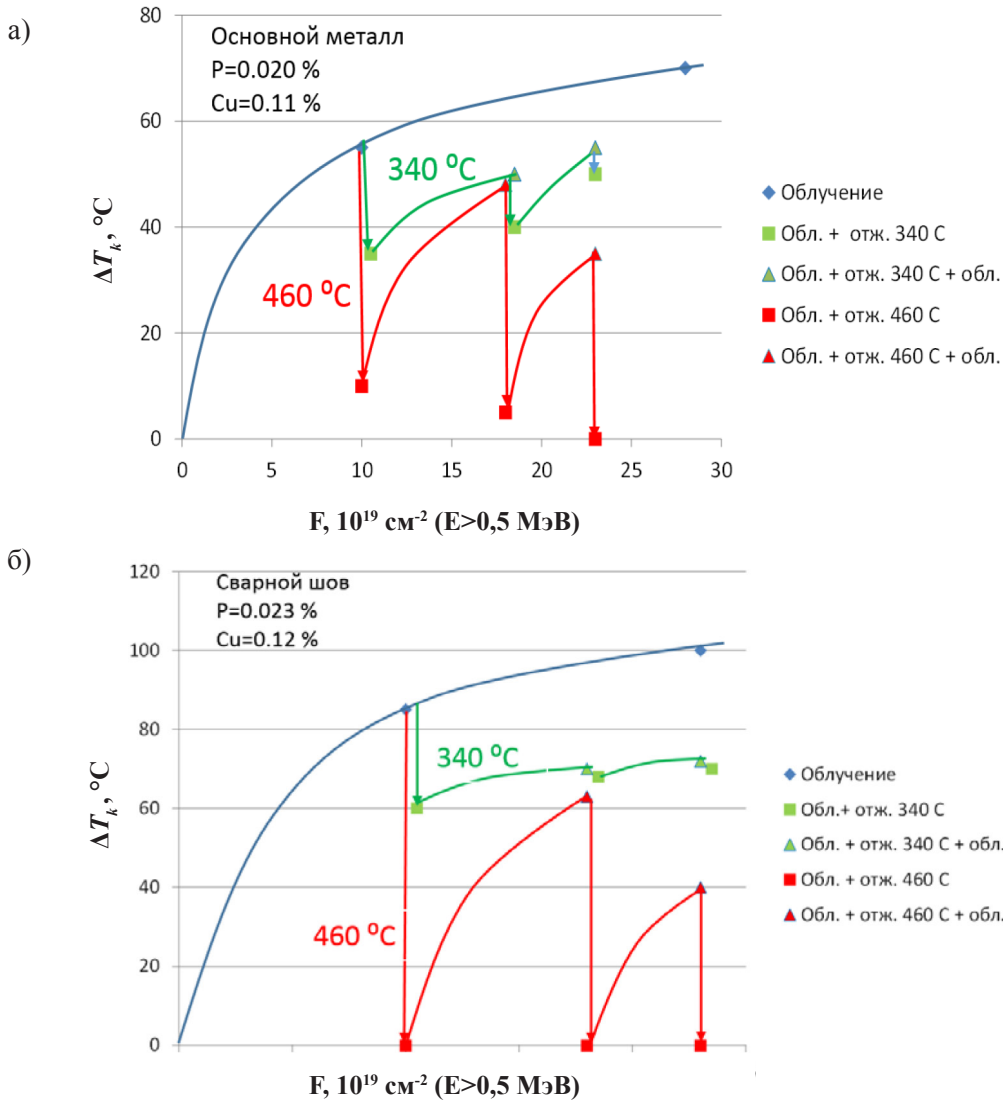 а)
Основной металл
P=0.020 %
Cu=0.11 %
80
60
40
20
0
0 5 10 15 20 25 30
340 ⁰C
460 ⁰C
ΔTₖ, °C
F, 10¹⁹ см⁻² (E>0,5 МэВ)
Облучение
Обл. + отж. 340 C
Обл. + отж. 340 C + обл.
Обл. + отж. 460 C
Обл. + отж. 460 C + обл.
б)
Сварной шов
P=0.023 %
Cu=0.12 %
120
100
80
60
40
20
0
340 ⁰C
460 ⁰C
ΔTₖ, °C
F, 10¹⁹ см⁻² (E>0,5 МэВ)
Облучение
Обл.+ отж. 340 C
Обл. + отж. 340 C + обл.
Обл. + отж. 460 C
Обл. + отж. 460 C + обл.